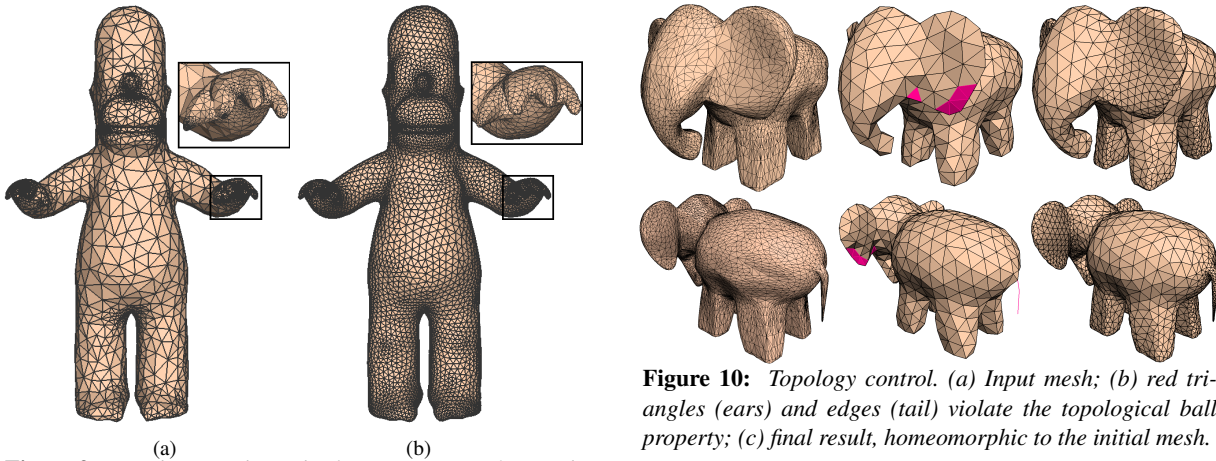 (a)
(b)
Figure 10: Topology control. (a) Input mesh; (b) red tri-
angles (ears) and edges (tail) violate the topological ball
property; (c) final result, homeomorphic to the initial mesh.